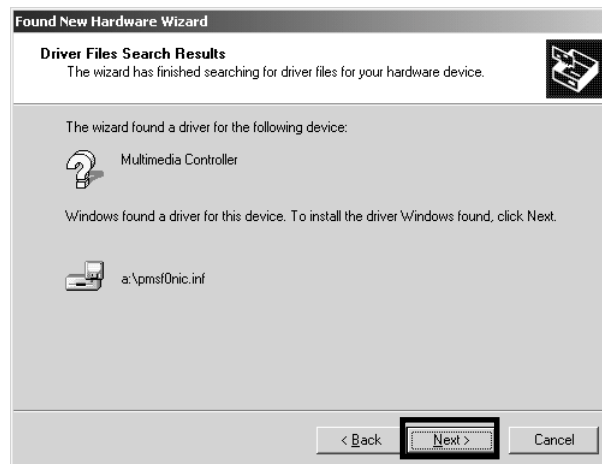 Found New Hardware Wizard
Driver Files Search Results
The wizard has finished searching for driver files for your hardware device.
The wizard found a driver for the following device:
Multimedia Controller
Windows found a driver for this device. To install the driver Windows found, click Next.
a:\pmsf0nic.inf
< Back
Next >
Cancel